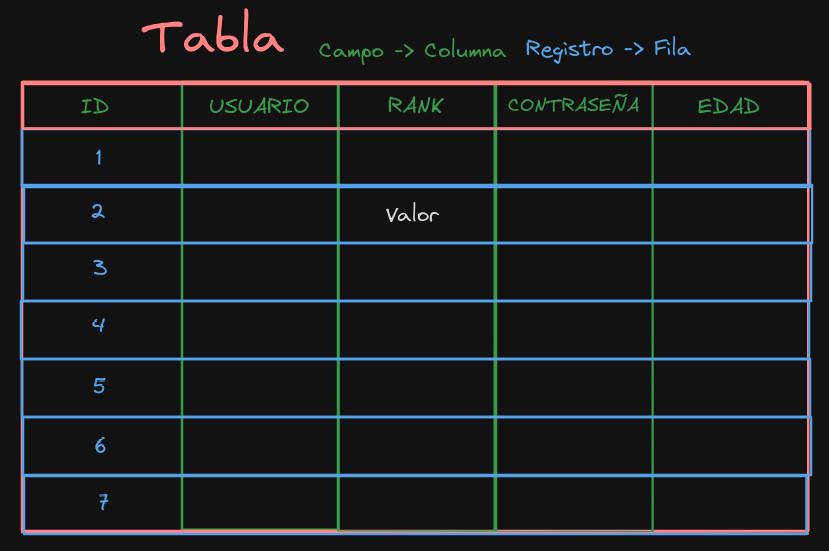 Tabla
Campo -> Columna Registro -> Fila
ID USUARIO RANK CONTRASEÑA EDAD
1
2 Valor
3
4
5
6
7